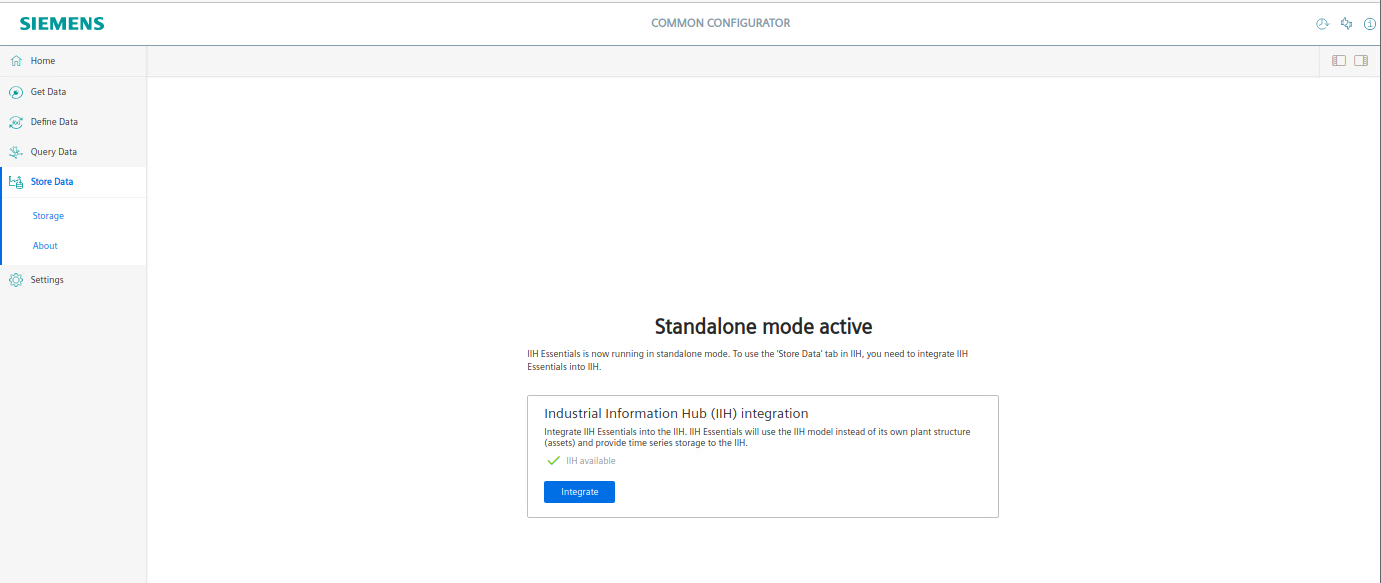 SIEMENS
COMMON CONFIGURATOR
Home
Get Data
Define Data
Query Data
Store Data
Storage
About
Settings
Standalone mode active
IIH Essentials is now running in standalone mode. To use the 'Store Data' tab in IIH, you need to integrate IIH
Essentials into IIH.
Industrial Information Hub (IIH) integration
Integrate IIH Essentials into the IIH. IIH Essentials will use the IIH model instead of its own plant structure
(assets) and provide time series storage to the IIH.
IIH available
Integrate